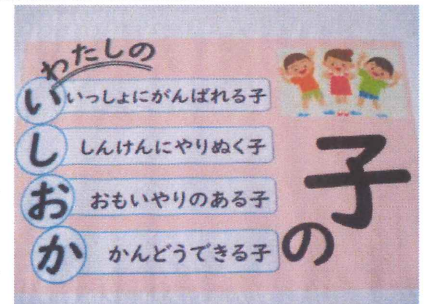 わたしの
いっしょにがんばれる子
しんけんにやりぬく子
おもいやりのある子
かんどうできる子
いしおか
の子